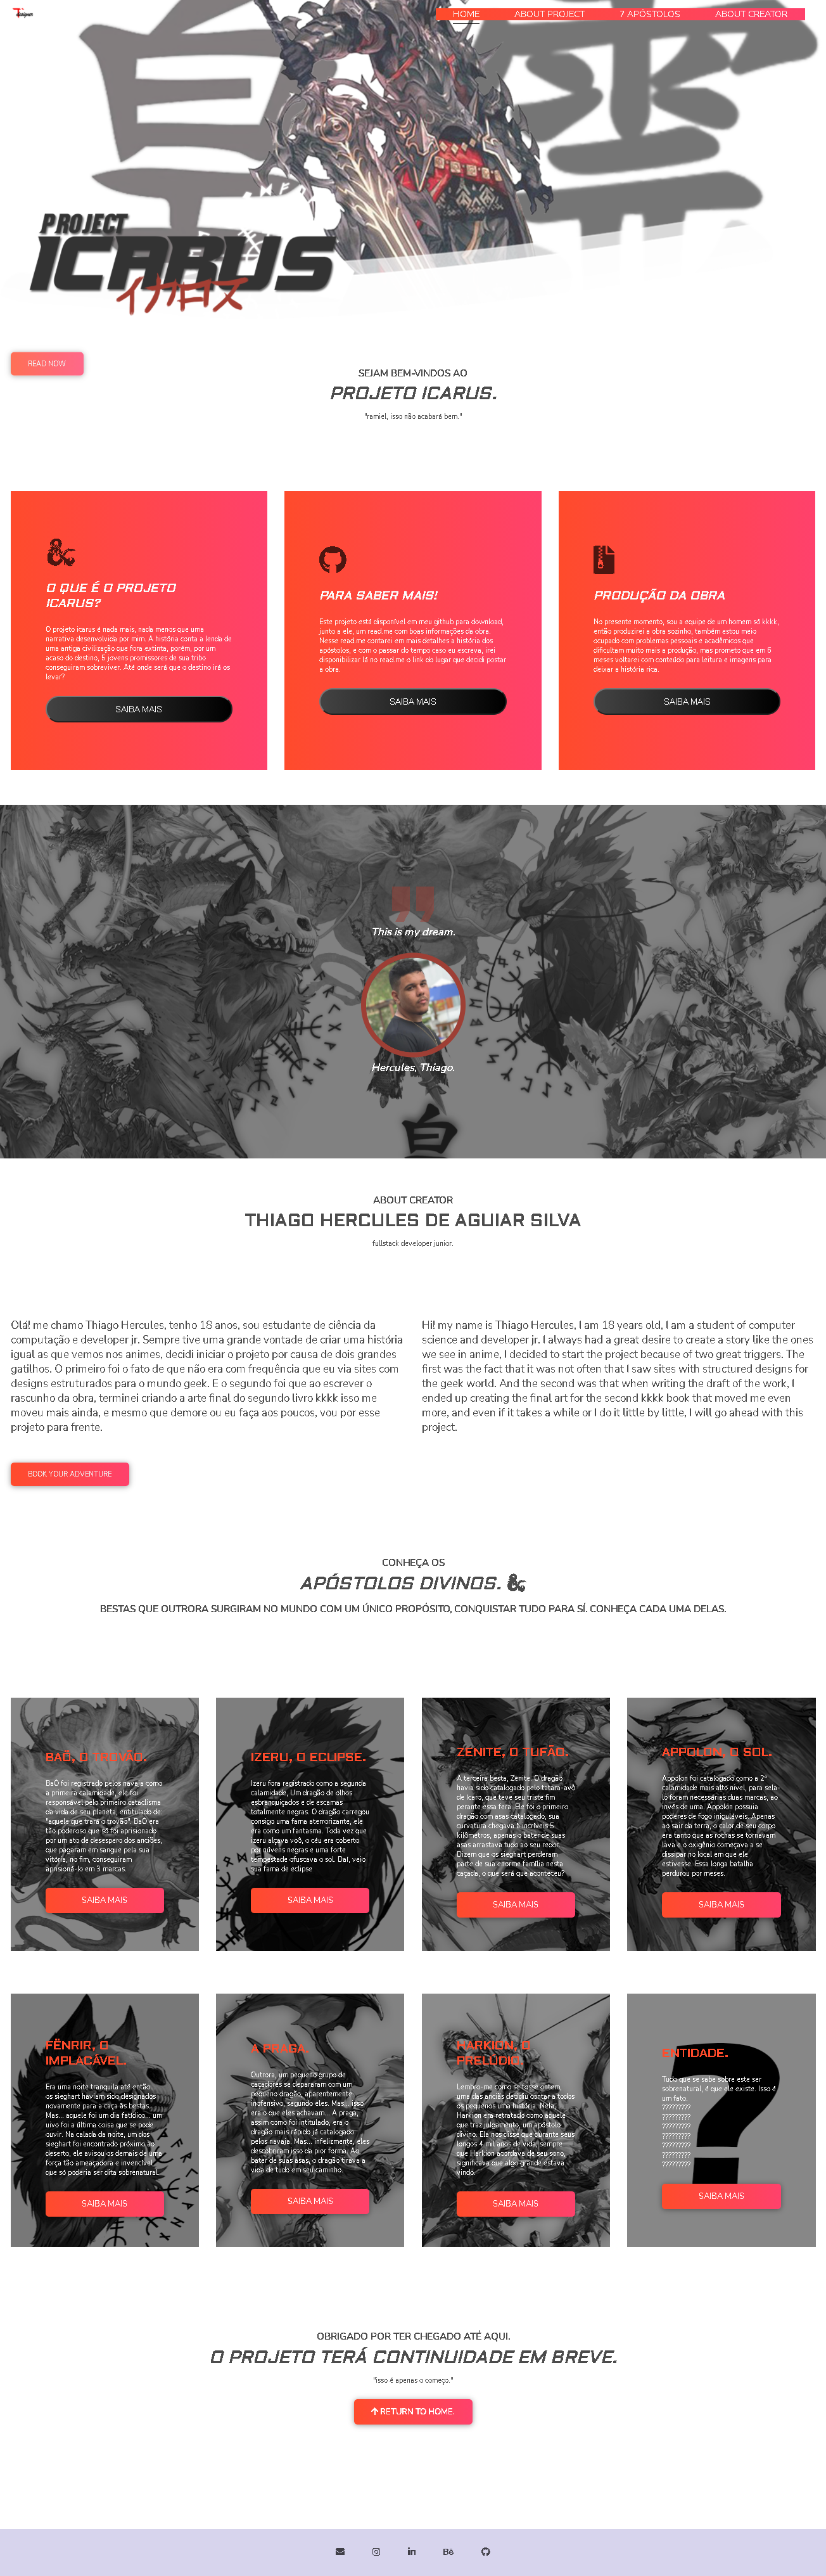 HOME
ABOUT PROJECT
7 APÓSTOLOS
ABOUT CREATOR
PROJECT
ICARUS
イカロス
READ NOW
SEJAM BEM-VINDOS AO
PROJETO ICARUS.
"ramiel, isso não acabará bem."
O QUE É O PROJETO
ICARUS?
O projeto icarus é nada mais, nada menos que uma
narrativa desenvolvida por mim. A história conta a lenda de
uma antiga civilização que fora extinta, porém, por um
acaso do destino, 5 jovens promissores de sua tribo
conseguiram sobreviver. Até onde será que o destino irá os
levar?
SAIBA MAIS
PARA SABER MAIS!
Este projeto está disponível em meu github para download,
junto a ele, um read.me com boas informações da obra.
Nesse read.me contarei em mais detalhes a história dos
apóstolos, e com o passar do tempo caso eu escreva, irei
disponibilizar lá no read.me o link do lugar que decidi postar
a obra.
SAIBA MAIS
PRODUÇÃO DA OBRA
No presente momento, sou a equipe de um homem só kkkk,
então produzirei a obra sozinho, também estou meio
ocupado com problemas pessoais e acadêmicos que
dificultam muito mais a produção, mas prometo que em 6
meses voltarei com conteúdo para leitura e imagens para
deixar a história rica.
SAIBA MAIS
This is my dream.
Hercules, Thiago.
ABOUT CREATOR
THIAGO HERCULES DE AGUIAR SILVA
fullstack developer junior.
Olá! me chamo Thiago Hercules, tenho 18 anos, sou estudante de ciência da
computação e developer jr. Sempre tive uma grande vontade de criar uma história
igual as que vemos nos animes, decidi iniciar o projeto por causa de dois grandes
gatilhos. O primeiro foi o fato de que não era com frequência que eu via sites com
designs estruturados para o mundo geek. E o segundo foi que ao escrever o
rascunho da obra, terminei criando a arte final do segundo livro kkkk isso me
moveu mais ainda, e mesmo que demore ou eu faça aos poucos, vou por esse
projeto para frente.
Hi! my name is Thiago Hercules, I am 18 years old, I am a student of computer
science and developer jr. I always had a great desire to create a story like the ones
we see in anime, I decided to start the project because of two great triggers. The
first was the fact that it was not often that I saw sites with structured designs for
the geek world. And the second was that when writing the draft of the work, I
ended up creating the final art for the second kkkk book that moved me even
more, and even if it takes a while or I do it little by little, I will go ahead with this
project.
BOOK YOUR ADVENTURE
CONHEÇA OS
APÓSTOLOS DIVINOS.
BESTAS QUE OUTRORA SURGIRAM NO MUNDO COM UM ÚNICO PROPÓSITO, CONQUISTAR TUDO PARA SÍ. CONHEÇA CADA UMA DELAS.
BAÖ, O TROVÃO.
BaÖ foi registrado pelos navaja como
a primeira calamidade, ele foi
responsável pelo primeiro cataclisma
da vida de seu planeta, entitulado de:
"aquele que traira o trovão". BaÖ era
tão poderoso que só foi aprisionado
por um ato de desespero dos anciões,
que pagaram em sangue pela sua
vitória, no fim, conseguiram
aprisioná-lo em 3 marcas.
SAIBA MAIS
IZERU, O ECLIPSE.
Izeru fora registrado como a segunda
calamidade, Um dragão de olhos
esbranquiçados e de escamas
totalmente negras. O dragão carregou
consigo uma fama aterrorizante, ele
era como um fantasma. Toda vez que
izeru alçava voô, o céu era coberto
por núvens negras e uma forte
tempestade ofuscava o sol. Daí, veio
sua fama de eclipse
SAIBA MAIS
ZÊNITE, O TUFÃO.
A terceira besta, Zênite. O dragão
havia sido catalogado pelo tatara-avô
de Icaro, que teve seu triste fim
perante essa fera. Ele foi o primeiro
dragão com asas catalogado, sua
curvatura chegava à incríveis 5
kilômetros, apenas o bater de suas
asas arrastava tudo ao seu redor.
Dizem que os sieghart perderam
parte de sua enorme família nesta
caçada, o que será que aconteceu?
SAIBA MAIS
APPOLON, O SOL.
Appolon foi catalogado como a 2ª
calamidade mais alto nível, para sela-
lo foram necessárias duas marcas, ao
invés de uma. Appolón possuia
poderes de fogo iniguláveis, Apenas
ao sair da terra, o calor de seu corpo
era tanto que as rochas se tornavam
lava e o oxigênio começava a se
dissipar no local em que ele
estivesse. Essa longa batalha
perdurou por meses.
SAIBA MAIS
FËNRIR, O
IMPLACÁVEL.
Era uma noite tranquila até então...
os sieghart haviam sido designados
novamente para a caça às bestas.
Mas... aquele foi um dia fatídico... um
uivo foi a última coisa que se pode
ouvir. Na calada da noite, um dos
sieghart foi encontrado próximo ao
deserto, ele avisou os demais de uma
força tão ameaçadora e invencível
que só poderia ser dita sobrenatural...
SAIBA MAIS
A PRAGA.
Outrora, um pequeno grupo de
caçadores se depararam com um
pequeno dragão, aparentemente
inofensivo, segundo eles. Mas... isso
era o que eles achavam... A praga,
assim como foi intitulado, era o
dragão mais rápido já catalogado
pelos navaja. Mas... infelizmente, eles
descobriram isso da pior forma; Ao
bater de suas asas, o dragão tirava a
vida de tudo em seu caminho.
SAIBA MAIS
HARKION, O
PRELÚDIO.
Lembro-me como se fosse ontem,
uma das anciãs decidiu contar a todos
os pequenos uma história. Nela,
Harkion era retratado como aquele
que traz julgamento, um apóstolo
divino. Ela nos disse que durante seus
longos 4 mil anos de vida, sempre
que Harkion acordava de seu sono,
significava que algo grande estava
vindo.
SAIBA MAIS
ENTIDADE.
Tudo que se sabe sobre este ser
sobrenatural, é que ele existe. Isso é
um fato.
?????????
?????????
?????????
?????????
?????????
?????????
?????????
SAIBA MAIS
OBRIGADO POR TER CHEGADO ATÉ AQUI.
O PROJETO TERÁ CONTINUIDADE EM BREVE.
"isso é apenas o começo."
RETURN TO HOME.